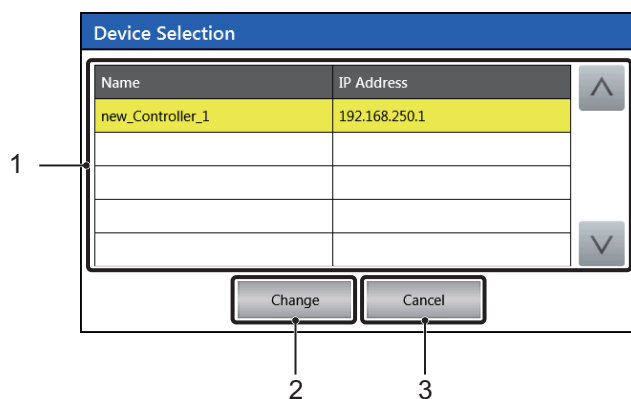 Device Selection
Name IP Address
new_Controller_1 192.168.250.1
1
Change Cancel
2 3